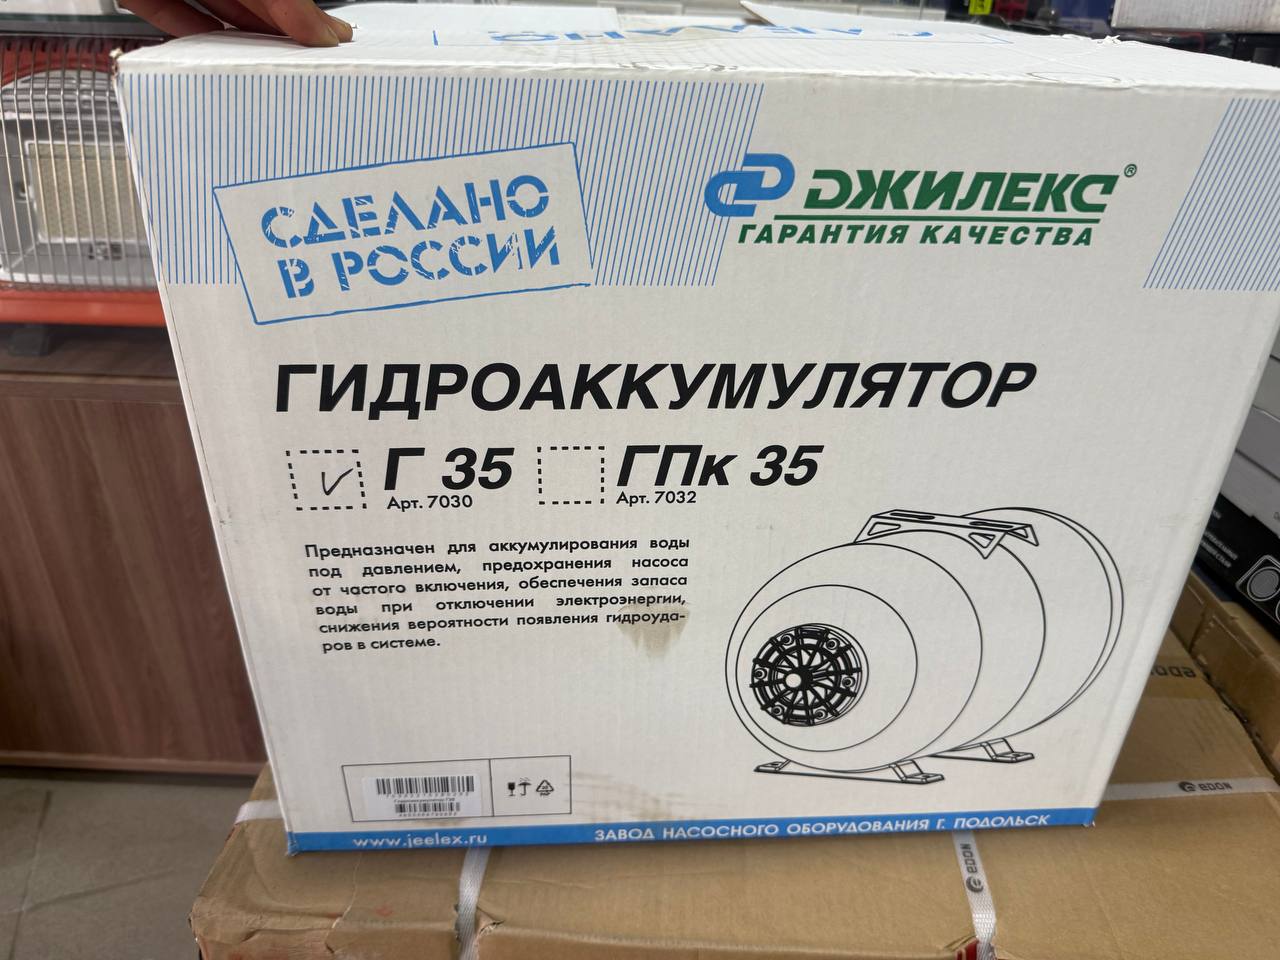 СДЕЛАНО
В РОССИИ
ДЖИЛЕКС®
ГАРАНТИЯ КАЧЕСТВА
ГИДРОАККУМУЛЯТОР
Г 35
Арт. 7030
ГПк 35
Арт. 7032
Предназначен для аккумулирования воды
под давлением, предохранения насоса
от частого включения, обеспечения запаса
воды при отключении электроэнергии,
снижения вероятности появления гидроуда-
ров в системе.
www.jeelex.ru
ЗАВОД НАСОСНОГО ОБОРУДОВАНИЯ Г. ПОДОЛЬСК
EDON
EDON